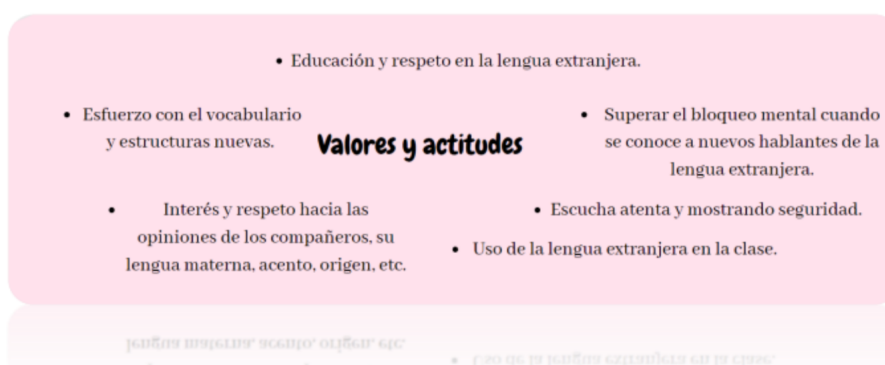 • Educación y respeto en la lengua extranjera.
• Esfuerzo con el vocabulario
y estructuras nuevas.
Valores y actitudes
• Superar el bloqueo mental cuando
se conoce a nuevos hablantes de la
lengua extranjera.
• Interés y respeto hacia las
opiniones de los compañeros, su
lengua materna, acento, origen, etc.
• Escucha atenta y mostrando seguridad.
• Uso de la lengua extranjera en la clase.